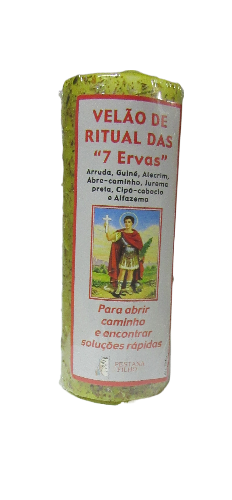 VELÃO DE
RITUAL DAS
"7 Ervas"
Arruda, Guiné, Alecrim,
Abre-caminho, Jurema
preta, Cipó-caboclo
e Alfazema
Para abrir
caminho
e encontrar
soluções rápidas